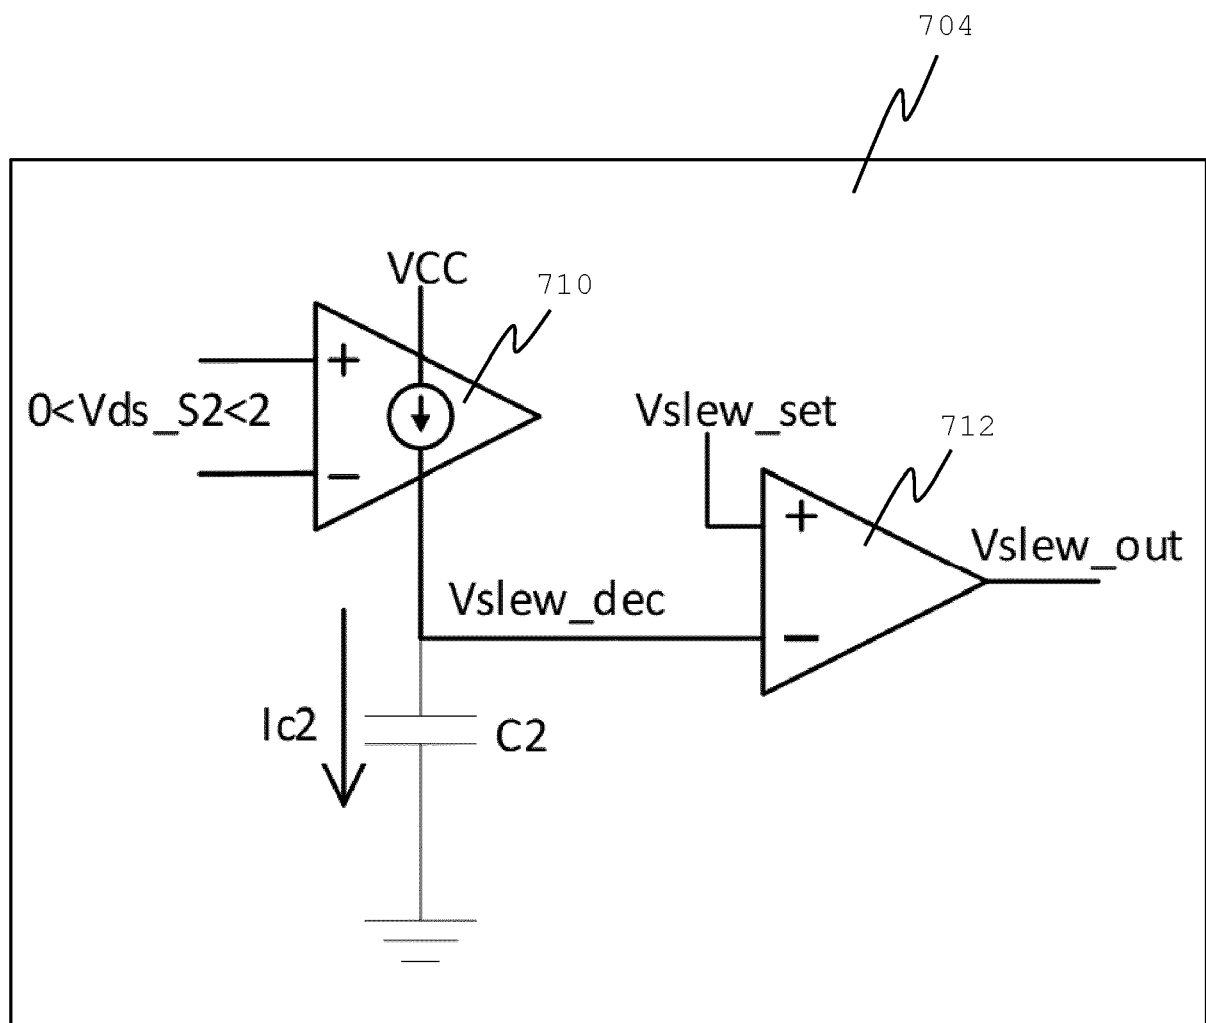 704
VCC
710
+
0<Vds_S2<2
−
Vslew_set
712
+
Vslew_out
Vslew_dec
−
Ic2
C2